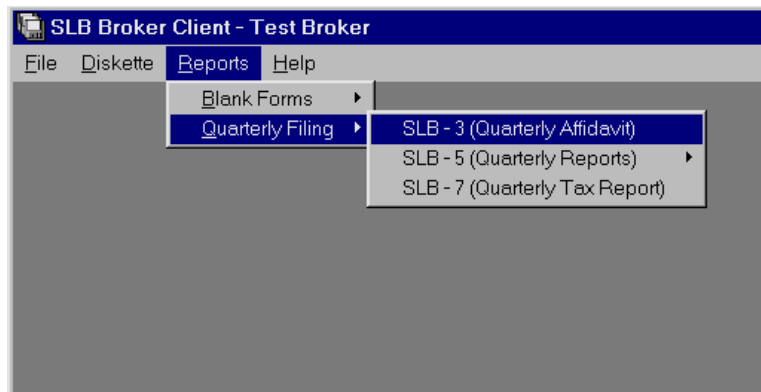 SLB Broker Client - Test Broker
File Diskette Reports Help
Blank Forms
Quarterly Filing
SLB - 3 (Quarterly Affidavit)
SLB - 5 (Quarterly Reports)
SLB - 7 (Quarterly Tax Report)